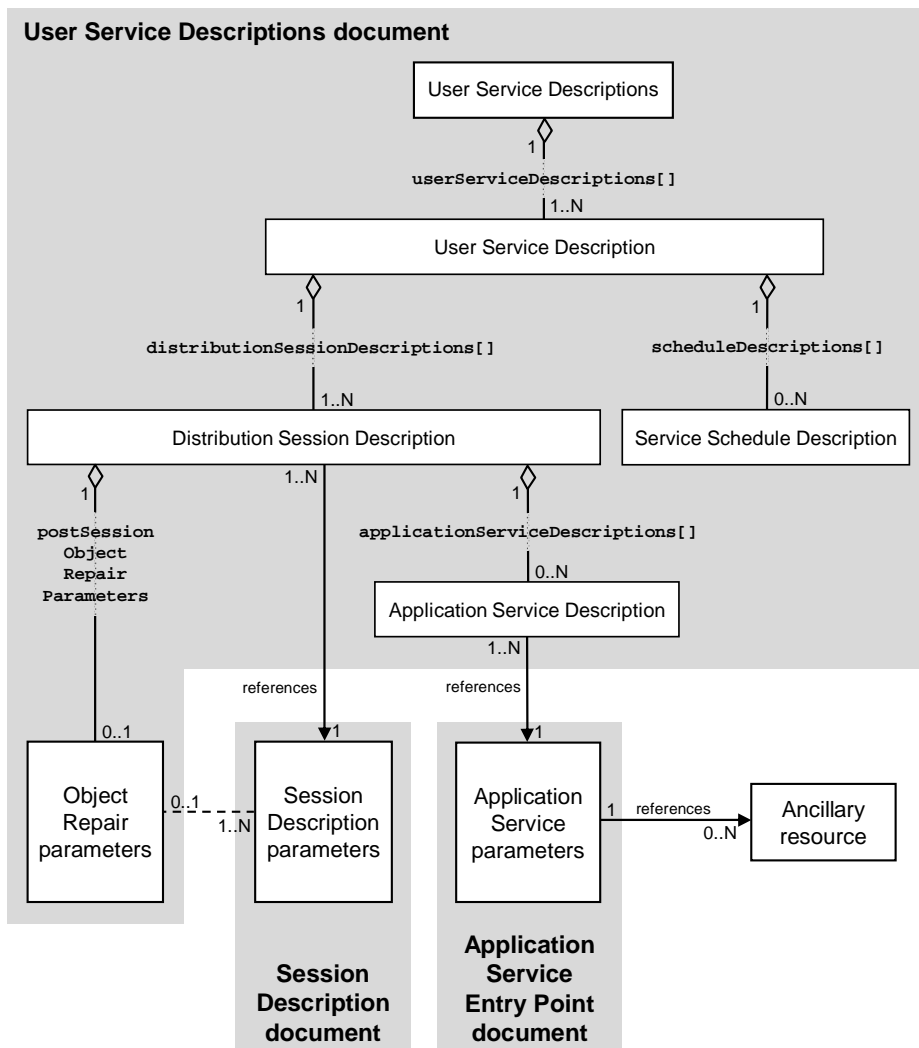 User Service Descriptions document
User Service Descriptions
1
userServiceDescriptions[]
1..N
User Service Description
1
1
distributionSessionDescriptions[]
scheduleDescriptions[]
1..N
0..N
Distribution Session Description
Service Schedule Description
1
1..N
1
postSession
Object
Repair
Parameters
applicationServiceDescriptions[]
0..N
Application Service Description
1..N
references
references
0..1
1
1
Object
Repair
parameters
0..1
1..N
Session
Description
parameters
Application
Service
parameters
1
references
0..N
Ancillary
resource
Session
Description
document
Application
Service
Entry Point
document